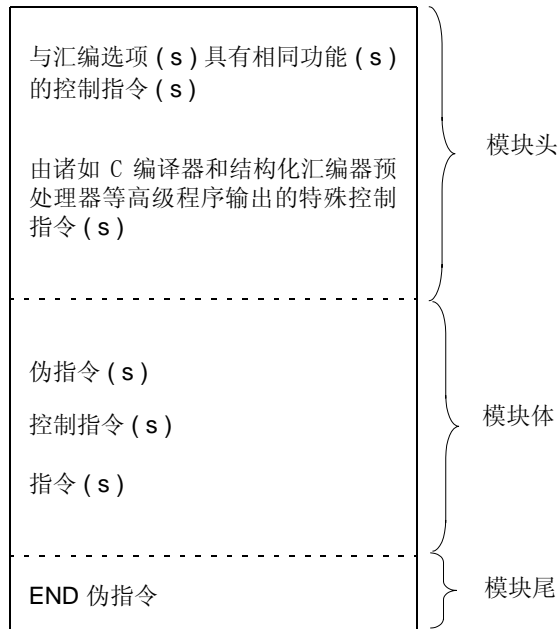 与汇编选项 ( s ) 具有相同功能 ( s )
的控制指令 ( s )
由诸如 C 编译器和结构化汇编器预
处理器等高级程序输出的特殊控制
指令 ( s )
模块头
伪指令 ( s )
控制指令 ( s )
指令 ( s )
模块体
END 伪指令
模块尾